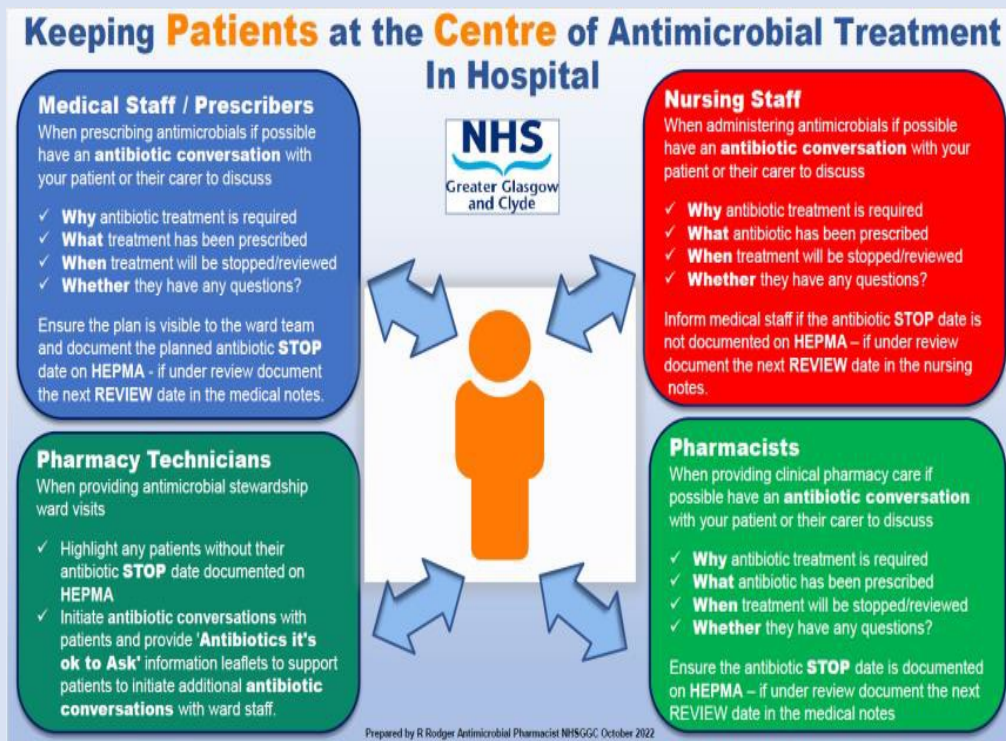 Keeping Patients at the Centre of Antimicrobial Treatment
In Hospital
Medical Staff / Prescribers
When prescribing antimicrobials if possible
have an antibiotic conversation with
your patient or their carer to discuss
✓ Why antibiotic treatment is required
✓ What treatment has been prescribed
✓ When treatment will be stopped/reviewed
✓ Whether they have any questions?
Ensure the plan is visible to the ward team
and document the planned antibiotic STOP
date on HEPMA - if under review document
the next REVIEW date in the medical notes.
NHS
Greater Glasgow
and Clyde
Nursing Staff
When administering antimicrobials if possible
have an antibiotic conversation with your
patient or their carer to discuss
✓ Why antibiotic treatment is required
✓ What antibiotic has been prescribed
✓ When treatment will be stopped/reviewed
✓ Whether they have any questions?
Inform medical staff if the antibiotic STOP date is
not documented on HEPMA – if under review
document the next REVIEW date in the nursing
notes.
Pharmacy Technicians
When providing antimicrobial stewardship
ward visits
✓ Highlight any patients without their
antibiotic STOP date documented on
HEPMA
✓ Initiate antibiotic conversations with
patients and provide 'Antibiotics it's
ok to Ask' information leaflets to support
patients to initiate additional antibiotic
conversations with ward staff.
Pharmacists
When providing clinical pharmacy care if
possible have an antibiotic conversation
with your patient or their carer to discuss
✓ Why antibiotic treatment is required
✓ What antibiotic has been prescribed
✓ When treatment will be stopped/reviewed
✓ Whether they have any questions?
Ensure the antibiotic STOP date is documented
on HEPMA – if under review document the next
REVIEW date in the medical notes
Prepared by R Rodger Antimicrobial Pharmacist NHSGGC October 2022